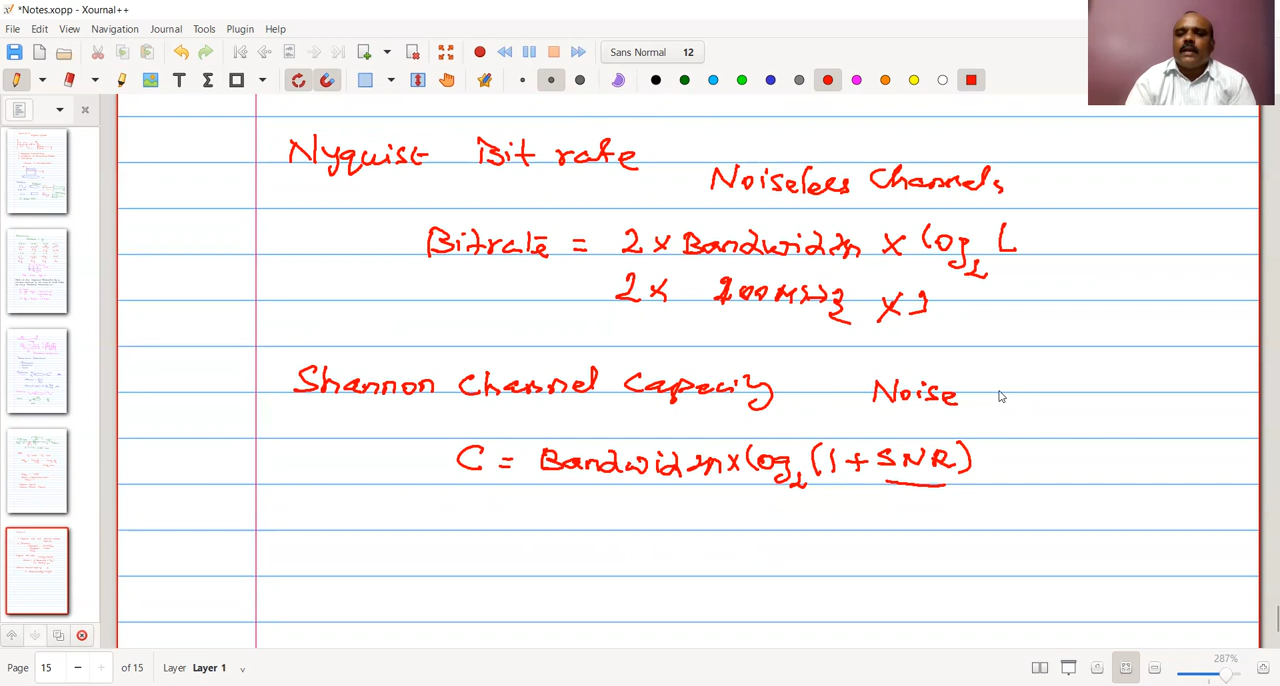 *Notes.xopp - Xournal++
File Edit View Navigation Journal Tools Plugin Help
Sans Normal 12
Nyquist Bit rate
Noiseless Channels
Bitrate = 2 x Bandwidth x log2 L
2 x 200MHz x 3
Shannon Channel Capacity Noise
C = Bandwidth x log2 (1 + SNR)
Page 15 of 15 Layer Layer 1 287%